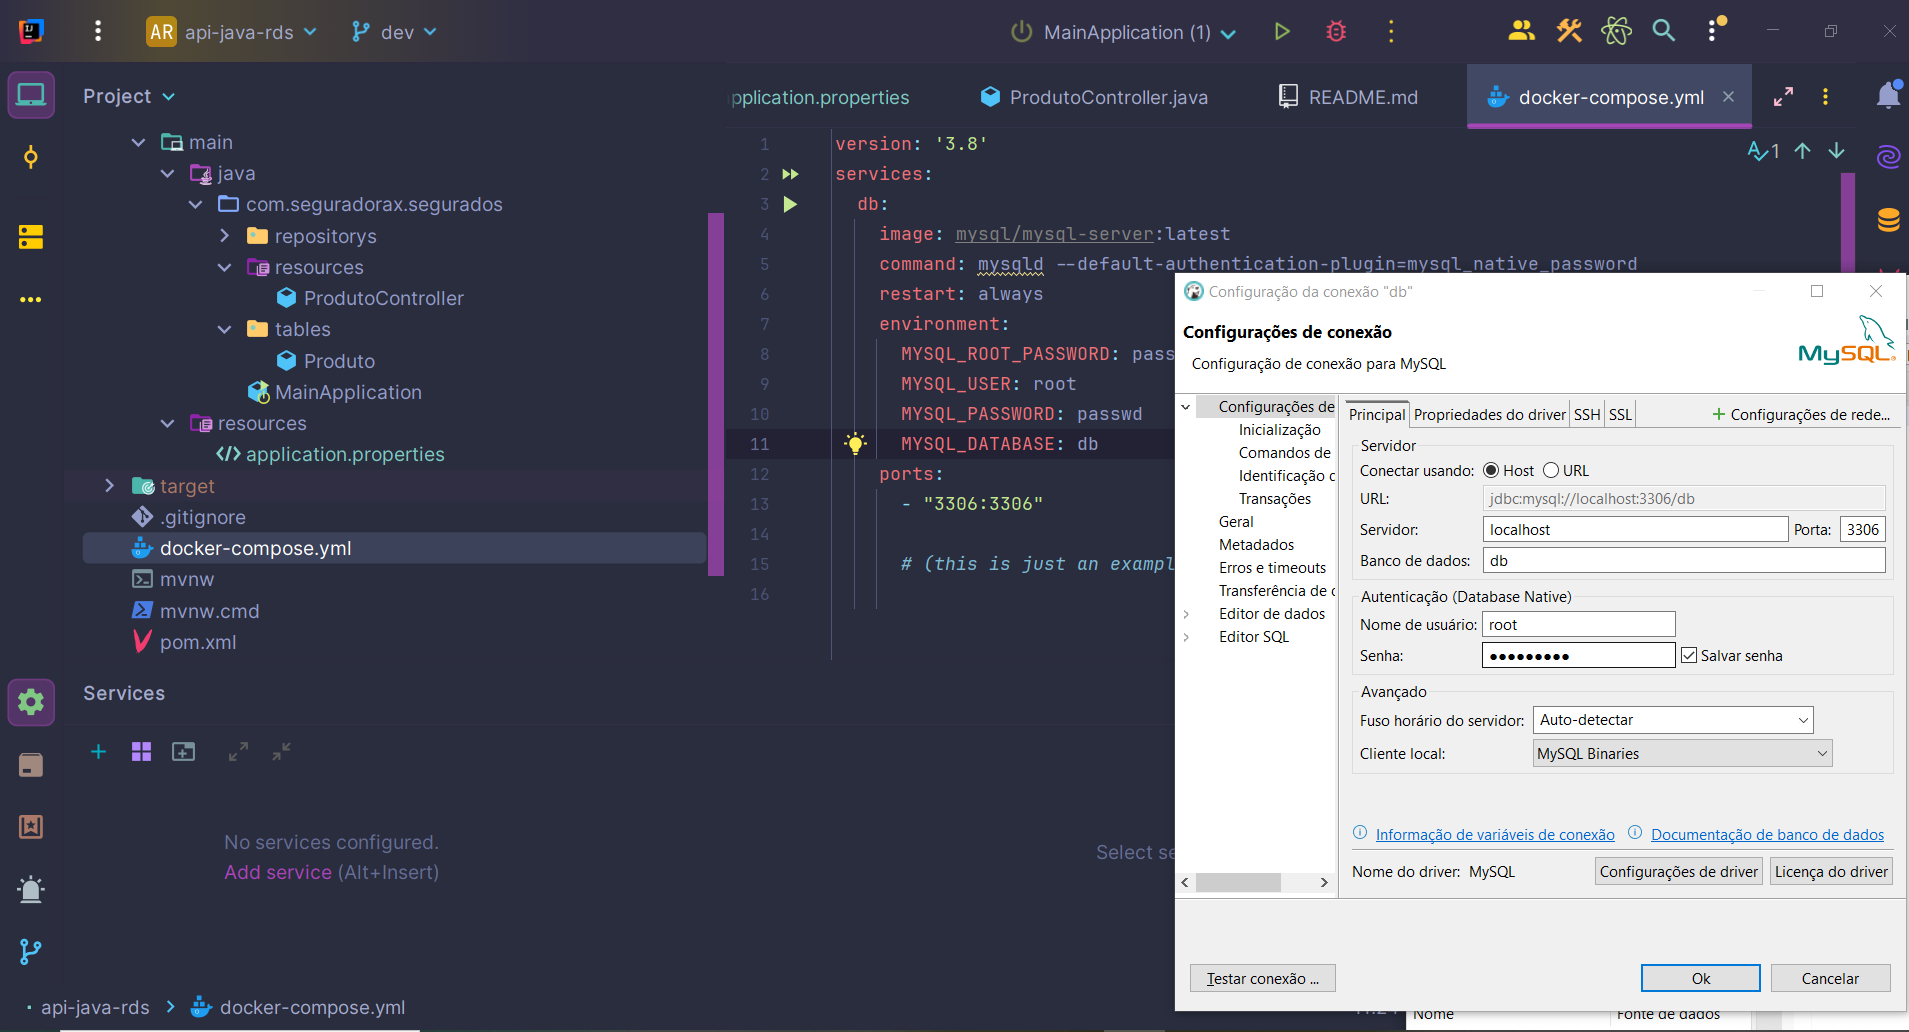 AR api-java-rds dev MainApplication (1)
Project
pplication.properties ProdutoController.java README.md docker-compose.yml
main
java
com.seguradorax.segurados
repositorys
resources
ProdutoController
tables
Produto
MainApplication
resources
application.properties
target
.gitignore
docker-compose.yml
mvnw
mvnw.cmd
pom.xml
1 version: '3.8'
2 services:
3 db:
4 image: mysql/mysql-server:latest
5 command: mysqld --default-authentication-plugin=mysql_native_password
6 restart: always
7 environment:
8 MYSQL_ROOT_PASSWORD: pass
9 MYSQL_USER: root
10 MYSQL_PASSWORD: passwd
11 MYSQL_DATABASE: db
12 ports:
13 - "3306:3306"
14
15 # (this is just an exampl
16
1
Services
No services configured.
Add service (Alt+Insert)
Select se
api-java-rds docker-compose.yml
Configuração da conexão "db"
Configurações de conexão
Configuração de conexão para MySQL
MySQL
Configurações de
Inicialização
Comandos de
Identificação
Transações
Geral
Metadados
Erros e timeouts
Transferência de
Editor de dados
Editor SQL
Principal Propriedades do driver SSH SSL + Configurações de rede...
Servidor
Conectar usando: Host URL
URL: jdbc:mysql://localhost:3306/db
Servidor: localhost Porta: 3306
Banco de dados: db
Autenticação (Database Native)
Nome de usuário: root
Senha: ●●●●●●●●● Salvar senha
Avançado
Fuso horário do servidor: Auto-detectar
Cliente local: MySQL Binaries
Informação de variáveis de conexão Documentação de banco de dados
Nome do driver: MySQL Configurações de driver Licença do driver
Testar conexão ... Ok Cancelar
Nome Fonte de dados